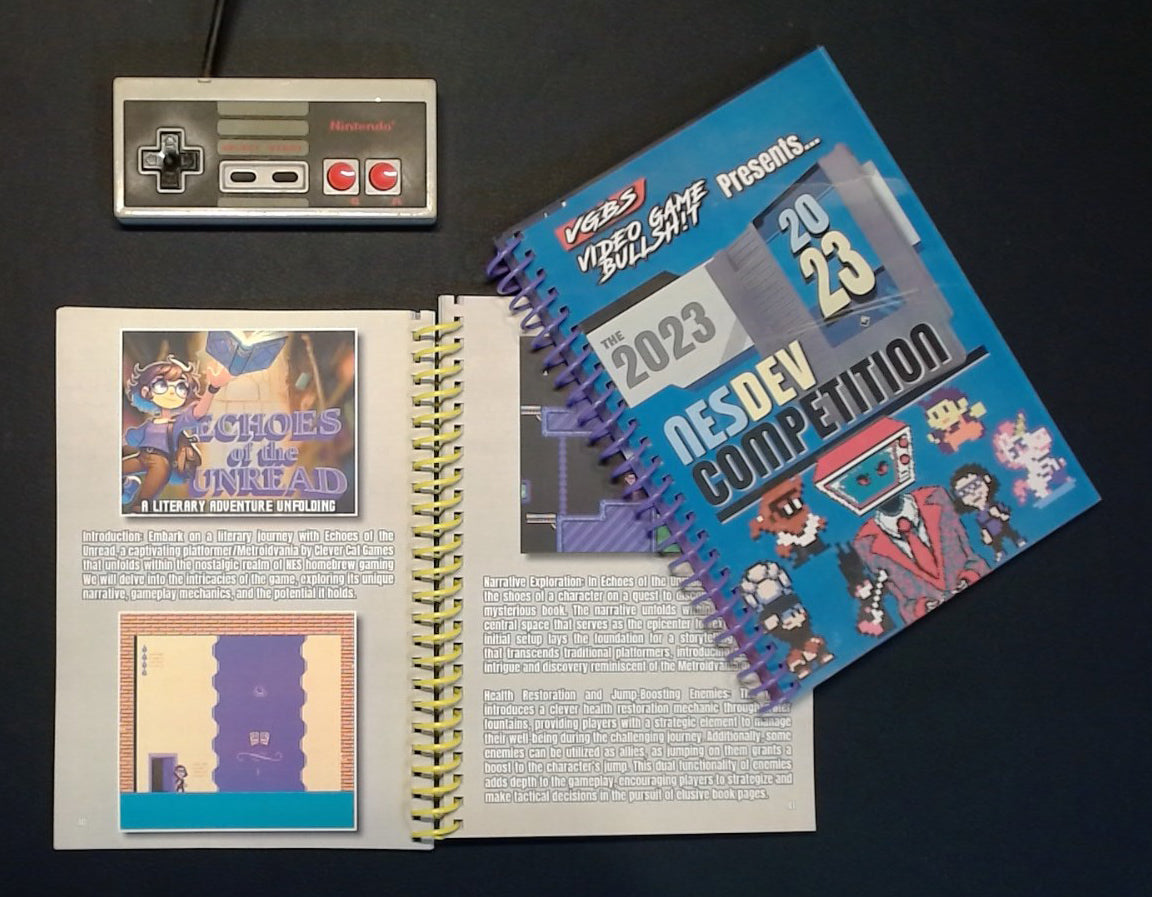 Nintendo
SELECT START
B A
VGBS
VIDEO GAME
BULLSH!T
Presents...
20
23
THE
2023
NESDEV
COMPETITION
ECHOES
of the
UNREAD
A LITERARY ADVENTURE UNFOLDING
Introduction: Embark on a literary journey with Echoes of the
Unread, a captivating platformer/Metroidvania by Clever Cat Games
that unfolds within the nostalgic realm of NES homebrew gaming
We will delve into the intricacies of the game, exploring its unique
narrative, gameplay mechanics, and the potential it holds.
40
Narrative Exploration: In Echoes of the
the shoes of a character on a quest to
mysterious book. The narrative unfolds
central space that serves as the epicenter
initial setup lays the foundation for a
that transcends traditional platformers,
intrigue and discovery reminiscent of the
Health Restoration and Jump-Boosting Enemies:
introduces a clever health restoration mechanic through
fountains, providing players with a strategic element to manage
their well-being during the challenging journey. Additionally, some
enemies can be utilized as allies, as jumping on them grants a
boost to the character's jump. This dual functionality of enemies
adds depth to the gameplay, encouraging players to strategize and
make tactical decisions in the pursuit of elusive book pages.
41